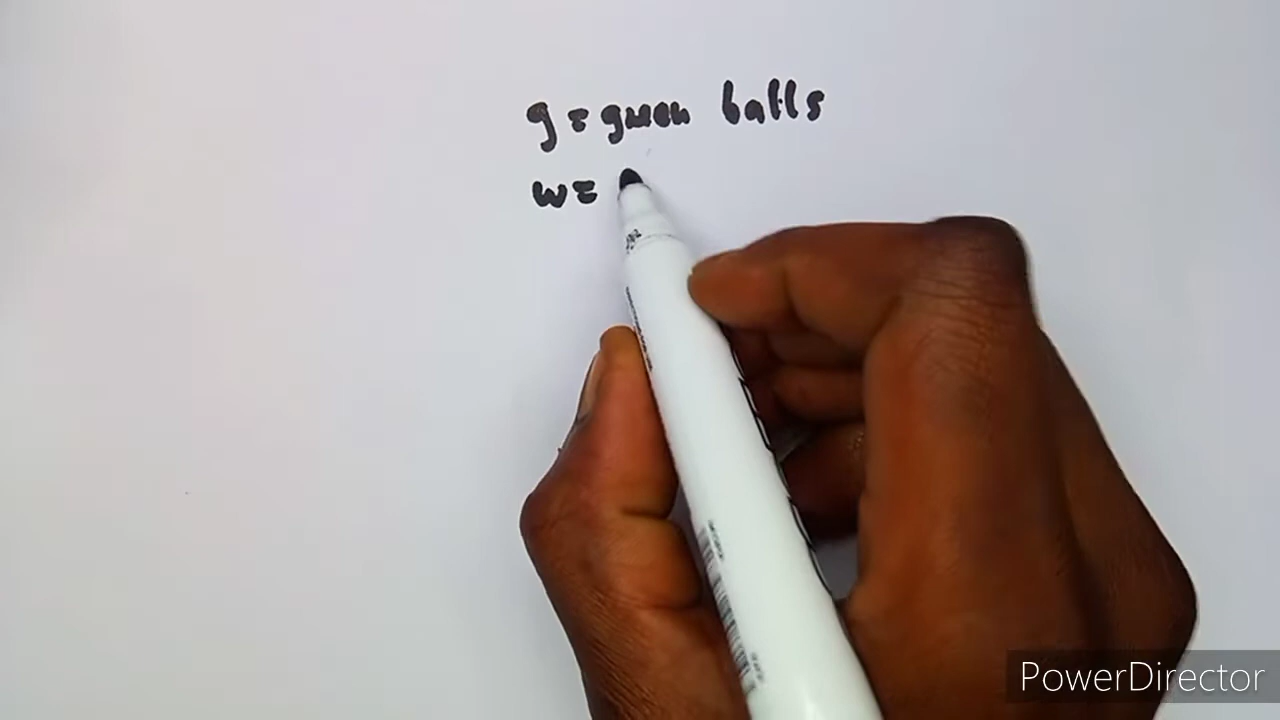 g = green balls
w =
PowerDirector